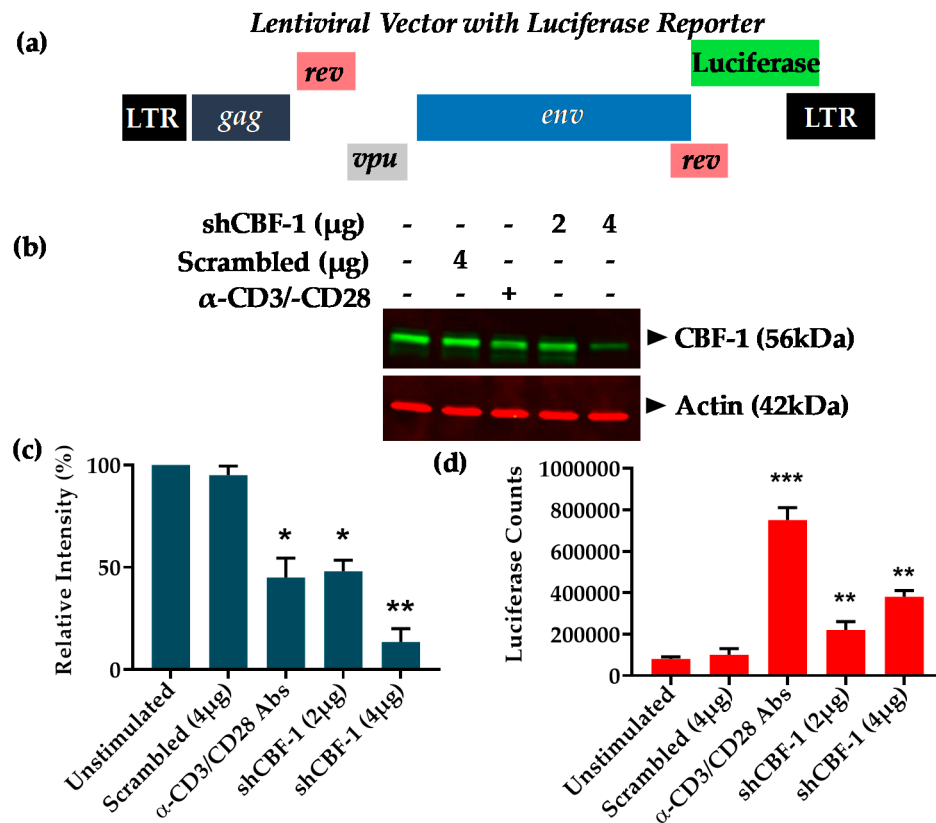 Lentiviral Vector with Luciferase Reporter
(a)
rev
Luciferase
LTR gag env LTR
vpu rev
(b)
shCBF-1 (µg) - - - 2 4
Scrambled (µg) - 4 - - -
α-CD3/-CD28 - - + - -
CBF-1 (56kDa)
Actin (42kDa)
(c)
Relative Intensity (%)
100
50
0
* * **
Unstimulated
Scrambled (4µg)
α-CD3/CD28 Abs
shCBF-1 (2µg)
shCBF-1 (4µg)
(d)
Luciferase Counts
1000000
800000
600000
400000
200000
0
*** ** **
Unstimulated
Scrambled (4µg)
α-CD3/CD28 Abs
shCBF-1 (2µg)
shCBF-1 (4µg)